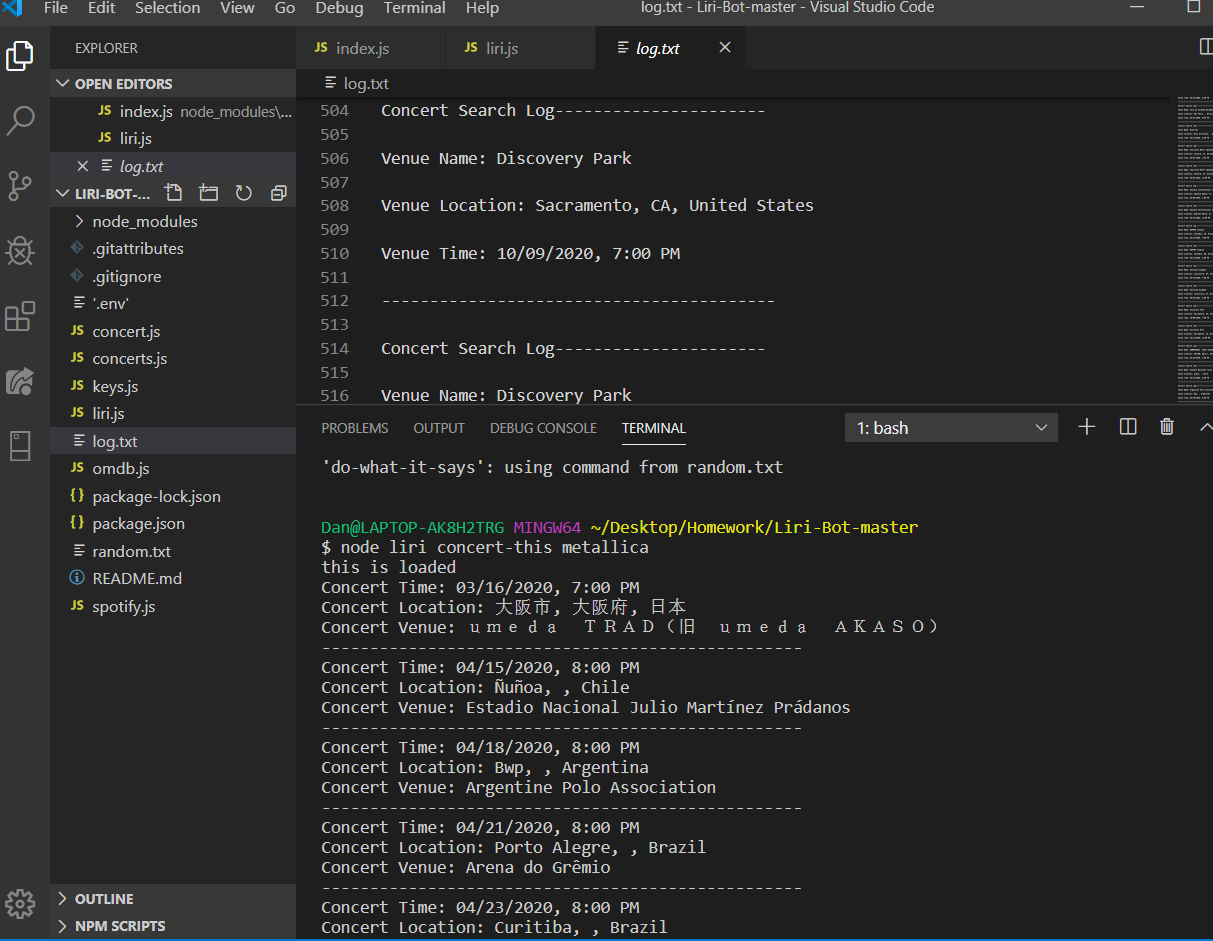 File Edit Selection View Go Debug Terminal Help log.txt - Liri-Bot-master - Visual Studio Code
EXPLORER
OPEN EDITORS
JS index.js node_modules\...
JS liri.js
log.txt
LIRI-BOT-...
node_modules
.gitattributes
.gitignore
'.env'
JS concert.js
JS concerts.js
JS keys.js
JS liri.js
log.txt
JS omdb.js
{} package-lock.json
{} package.json
random.txt
README.md
JS spotify.js
OUTLINE
NPM SCRIPTS
JS index.js JS liri.js log.txt
log.txt
504 Concert Search Log----------------------
505
506 Venue Name: Discovery Park
507
508 Venue Location: Sacramento, CA, United States
509
510 Venue Time: 10/09/2020, 7:00 PM
511
512 -----------------------------------------
513
514 Concert Search Log----------------------
515
516 Venue Name: Discovery Park
PROBLEMS OUTPUT DEBUG CONSOLE TERMINAL 1: bash
'do-what-it-says': using command from random.txt
Dan@LAPTOP-AK8H2TRG MINGW64 ~/Desktop/Homework/Liri-Bot-master
$ node liri concert-this metallica
this is loaded
Concert Time: 03/16/2020, 7:00 PM
Concert Location: 大阪市, 大阪府, 日本
Concert Venue: ｕｍｅｄａ　ＴＲＡＤ（旧　ｕｍｅｄａ　ＡＫＡＳＯ）
--------------------------------------------------
Concert Time: 04/15/2020, 8:00 PM
Concert Location: Ñuñoa, , Chile
Concert Venue: Estadio Nacional Julio Martínez Prádanos
--------------------------------------------------
Concert Time: 04/18/2020, 8:00 PM
Concert Location: Bwp, , Argentina
Concert Venue: Argentine Polo Association
--------------------------------------------------
Concert Time: 04/21/2020, 8:00 PM
Concert Location: Porto Alegre, , Brazil
Concert Venue: Arena do Grêmio
--------------------------------------------------
Concert Time: 04/23/2020, 8:00 PM
Concert Location: Curitiba, , Brazil